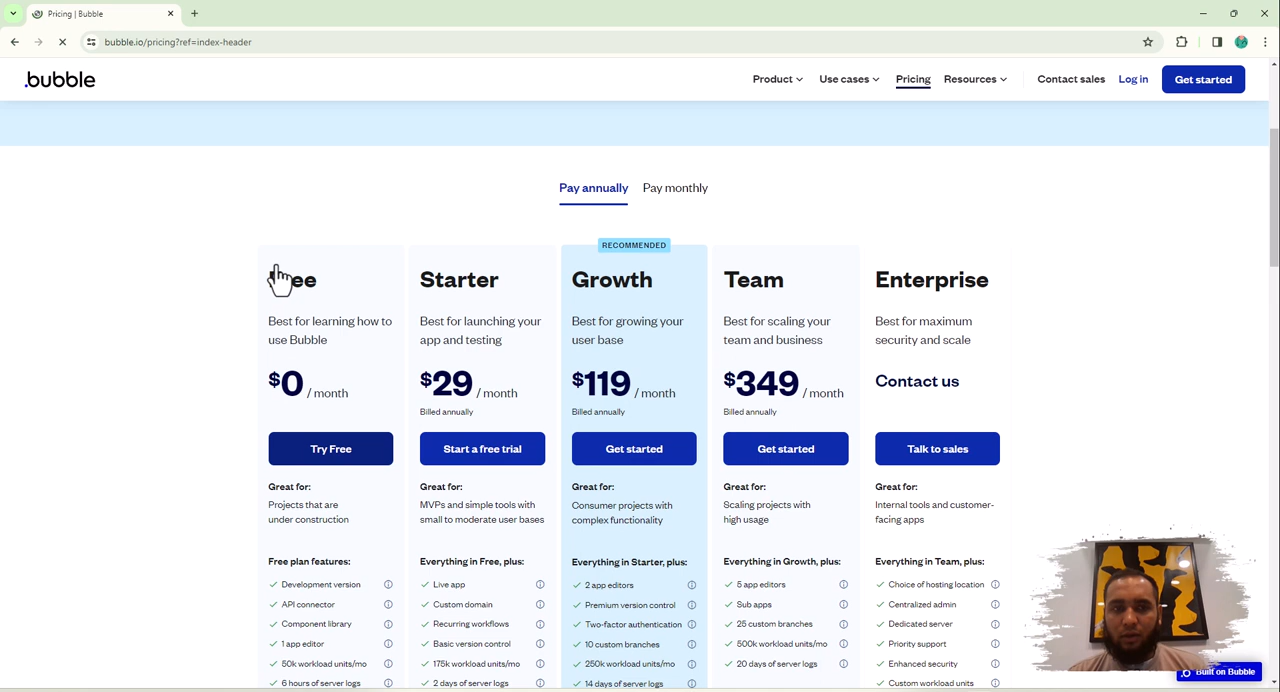 Pricing | Bubble
bubble.io/pricing?ref=index-header
.bubble
Product
Use cases
Pricing
Resources
Contact sales
Log in
Get started
Pay annually
Pay monthly
RECOMMENDED
Starter
Growth
Team
Enterprise
Best for learning how to
use Bubble
Best for launching your
app and testing
Best for growing your
user base
Best for scaling your
team and business
Best for maximum
security and scale
$0 / month
$29 / month
Billed annually
$119 / month
Billed annually
$349 / month
Billed annually
Contact us
Try Free
Start a free trial
Get started
Get started
Talk to sales
Great for:
Projects that are
under construction
Great for:
MVPs and simple tools with
small to moderate user bases
Great for:
Consumer projects with
complex functionality
Great for:
Scaling projects with
high usage
Great for:
Internal tools and customer-
facing apps
Free plan features:
Development version
API connector
Component library
1 app editor
50k workload units/mo
6 hours of server logs
Everything in Free, plus:
Live app
Custom domain
Recurring workflows
Basic version control
175k workload units/mo
2 days of server logs
Everything in Starter, plus:
2 app editors
Premium version control
Two-factor authentication
10 custom branches
250k workload units/mo
14 days of server logs
Everything in Growth, plus:
5 app editors
Sub apps
25 custom branches
500k workload units/mo
20 days of server logs
Everything in Team, plus:
Choice of hosting location
Centralized admin
Dedicated server
Priority support
Enhanced security
Custom workload units
Built on Bubble